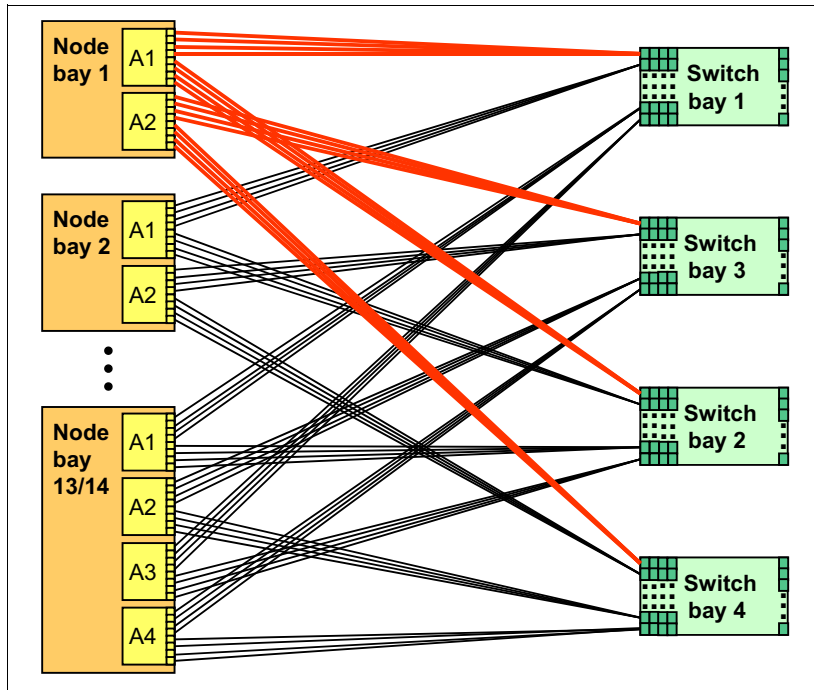 Node
bay 1
A1
A2
Node
bay 2
A1
A2
Node
bay
13/14
A1
A2
A3
A4
Switch
bay 1
Switch
bay 3
Switch
bay 2
Switch
bay 4